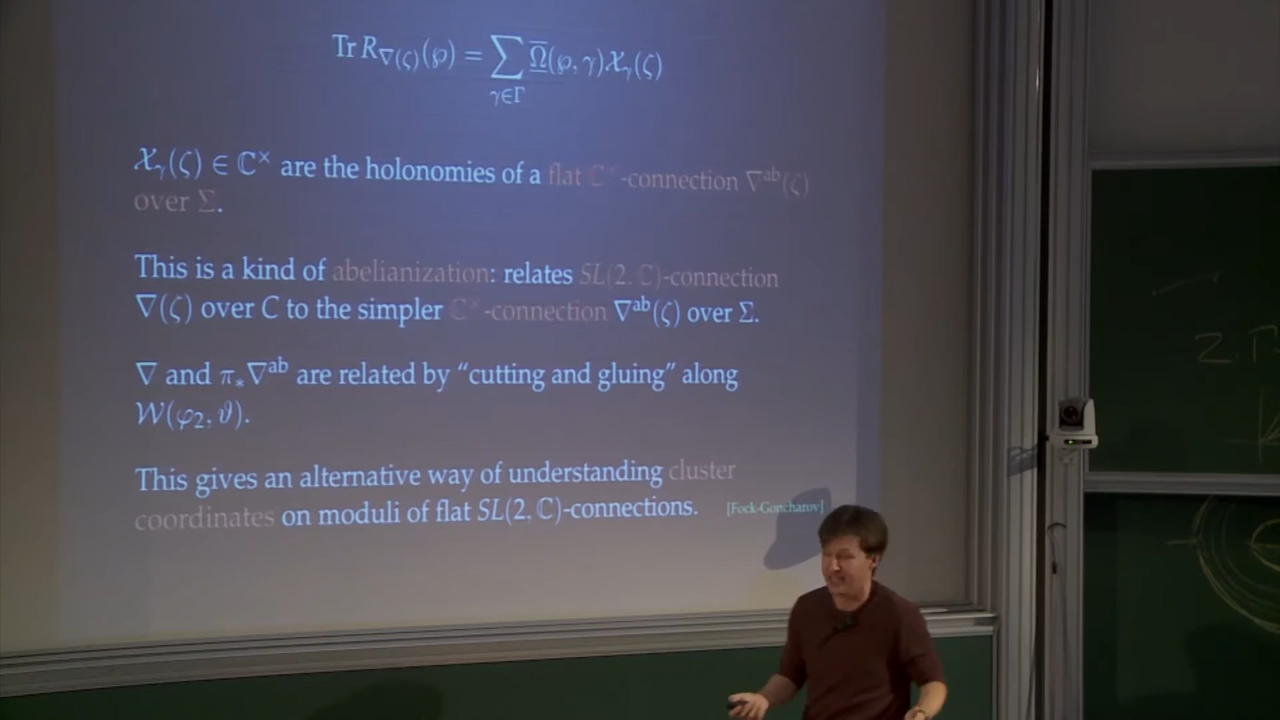 Tr R_{∇(ζ)}(℘) = ∑_{γ∈Γ} \overline{\underline{Ω}}(℘, γ)𝒳_γ(ζ)
𝒳_γ(ζ) ∈ ℂ^× are the holonomies of a flat ℂ^×-connection ∇^{ab}(ζ)
over Σ.
This is a kind of abelianization: relates SL(2, ℂ)-connection
∇(ζ) over C to the simpler ℂ^×-connection ∇^{ab}(ζ) over Σ.
∇ and π_*∇^{ab} are related by “cutting and gluing” along
𝒲(φ_2, ϑ).
This gives an alternative way of understanding cluster
coordinates on moduli of flat SL(2, ℂ)-connections. [Fock-Goncharov]